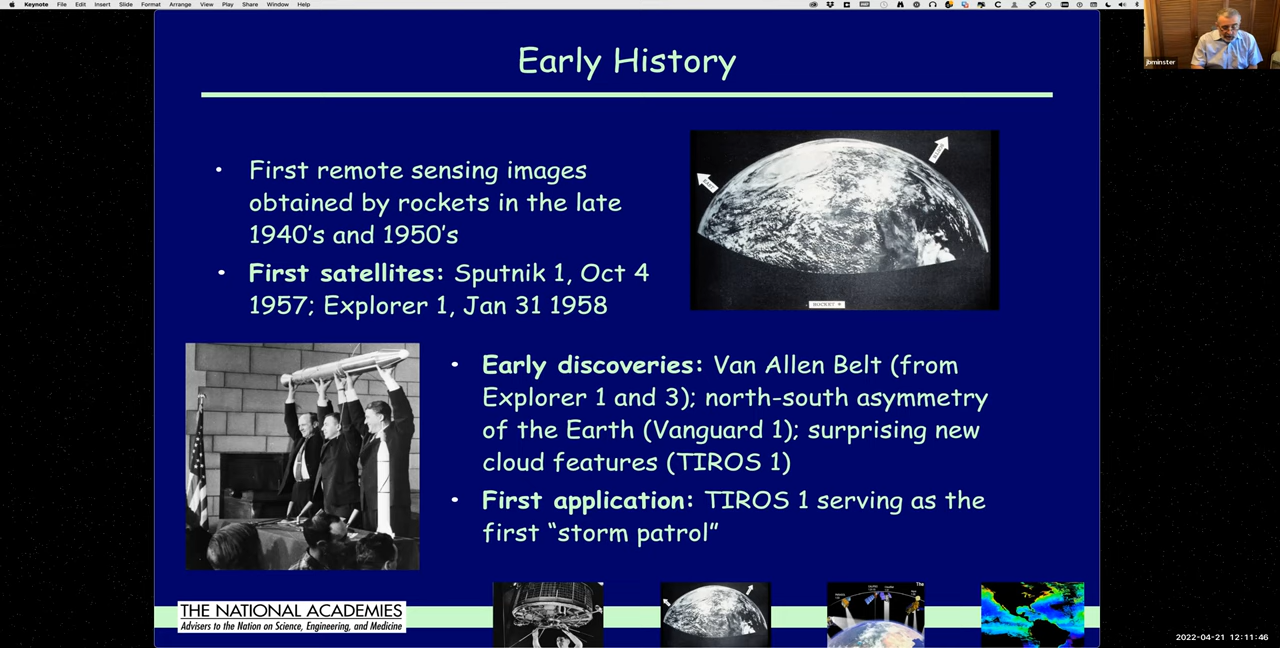 Keynote File Edit Insert Slide Format Arrange View Play Share Window Help
jbminster
Early History
• First remote sensing images
obtained by rockets in the late
1940's and 1950's
• First satellites: Sputnik 1, Oct 4
1957; Explorer 1, Jan 31 1958
• Early discoveries: Van Allen Belt (from
Explorer 1 and 3); north-south asymmetry
of the Earth (Vanguard 1); surprising new
cloud features (TIROS 1)
• First application: TIROS 1 serving as the
first “storm patrol”
THE NATIONAL ACADEMIES
Advisers to the Nation on Science, Engineering, and Medicine
The
2022-04-21 12:11:46